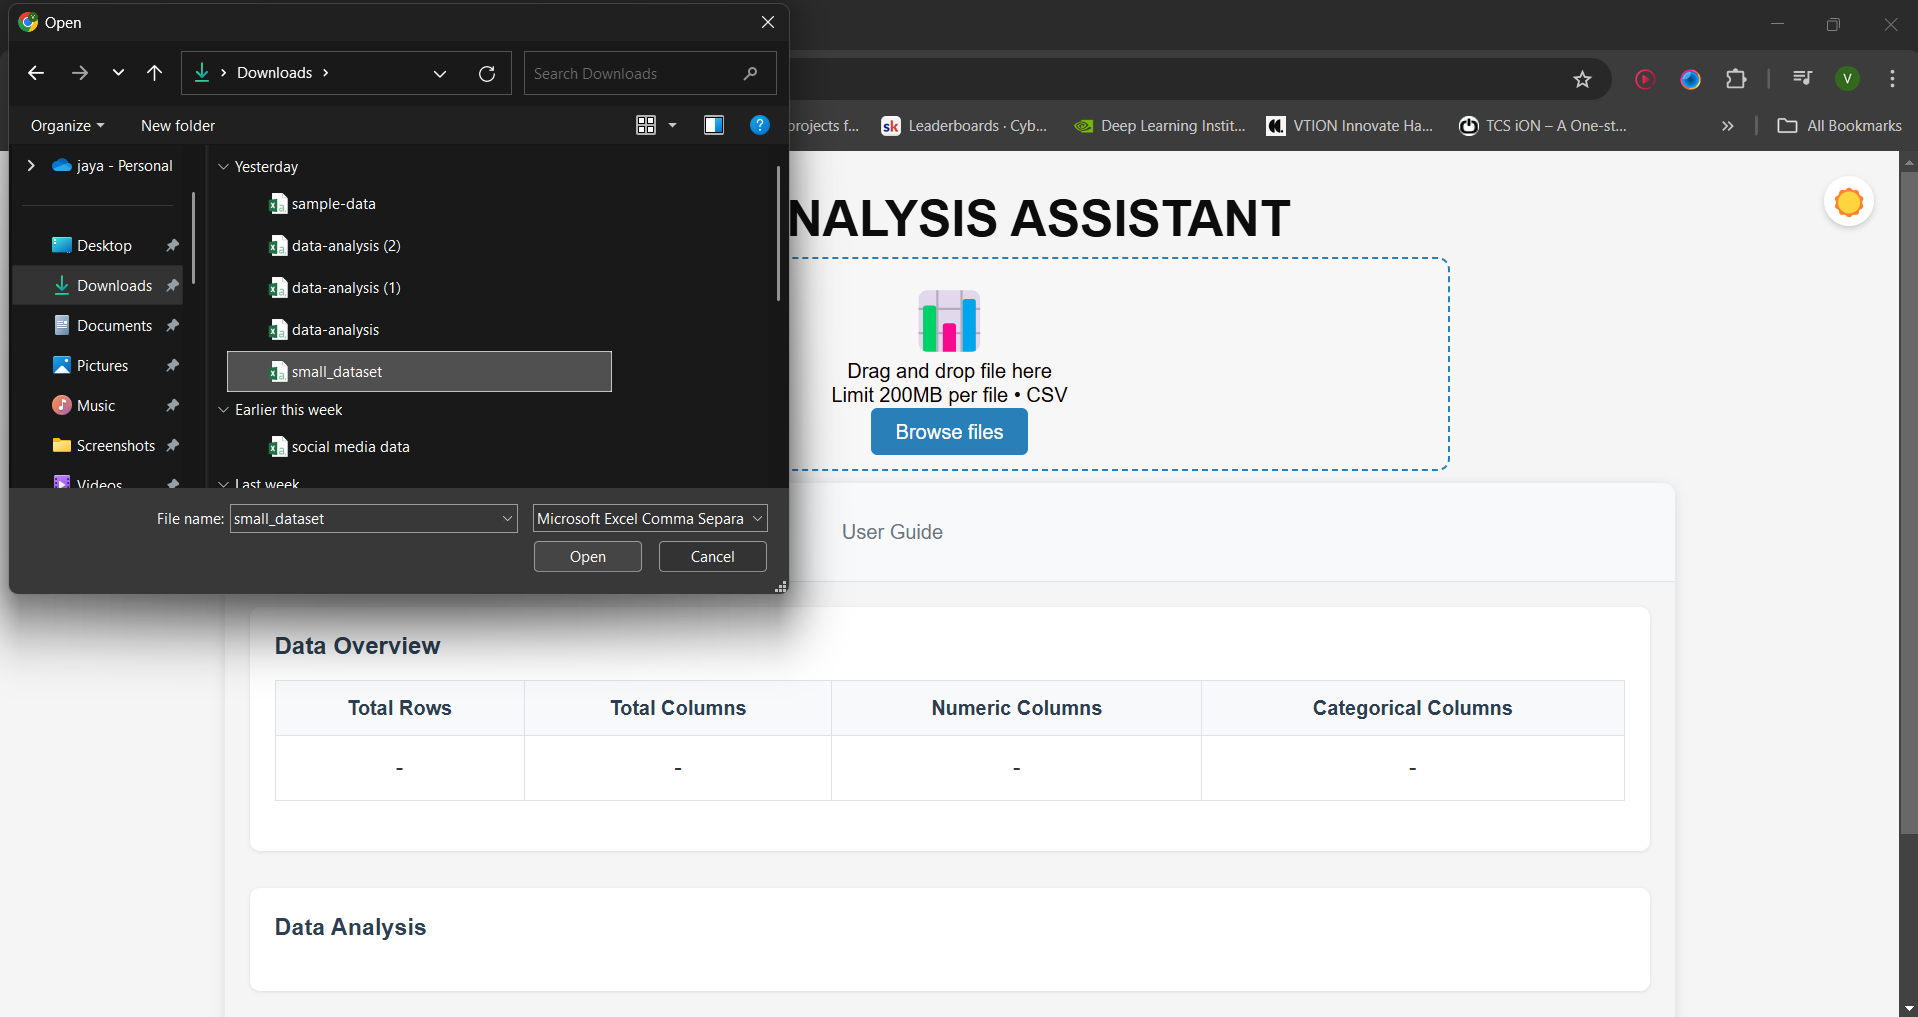 Open
Downloads
Search Downloads
Organize
New folder
jaya - Personal
Desktop
Downloads
Documents
Pictures
Music
Screenshots
Videos
Yesterday
sample-data
data-analysis (2)
data-analysis (1)
data-analysis
small_dataset
Earlier this week
social media data
Last week
File name: small_dataset
Microsoft Excel Comma Separa
Open
Cancel
V
projects f...
sk Leaderboards · Cyb...
Deep Learning Instit...
VTION Innovate Ha...
TCS iON – A One-st...
All Bookmarks
NALYSIS ASSISTANT
Drag and drop file here
Limit 200MB per file • CSV
Browse files
User Guide
Data Overview
Total Rows Total Columns Numeric Columns Categorical Columns
- - - -
Data Analysis